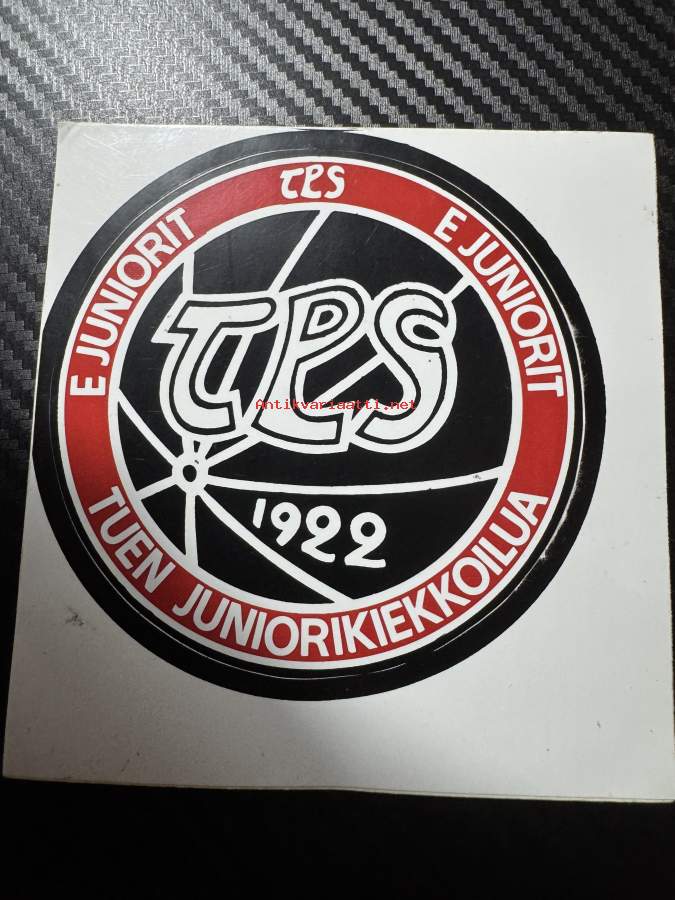 TPS
E JUNIORIT
E JUNIORIT
TPS
Antikvariaatti.net
1922
TUEN JUNIORIKIEKKOILUA